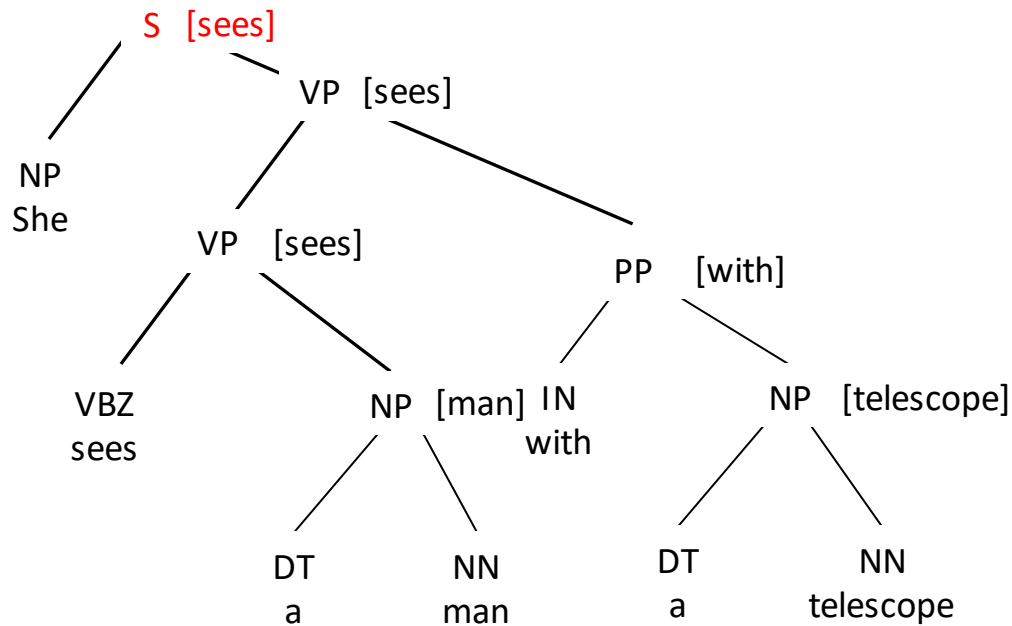 S [sees]
VP [sees]
NP
She
VP [sees]
PP [with]
VBZ
sees
NP [man]
IN
with
NP [telescope]
DT
a
NN
man
DT
a
NN
telescope